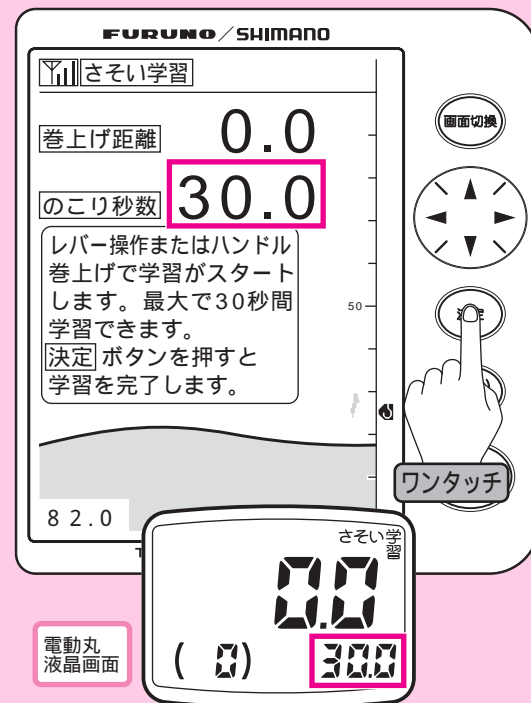 FURUNO/SHIMANO
さそい学習
巻上げ距離 0.0
のこり秒数 30.0
レバー操作またはハンドル
巻上げで学習がスタート
します。最大で30秒間
学習できます。
決定 ボタンを押すと
学習を完了します。
50
82.0
画面切換
ワンタッチ
さそい学習
0.0
(0) 30.0
電動丸
液晶画面